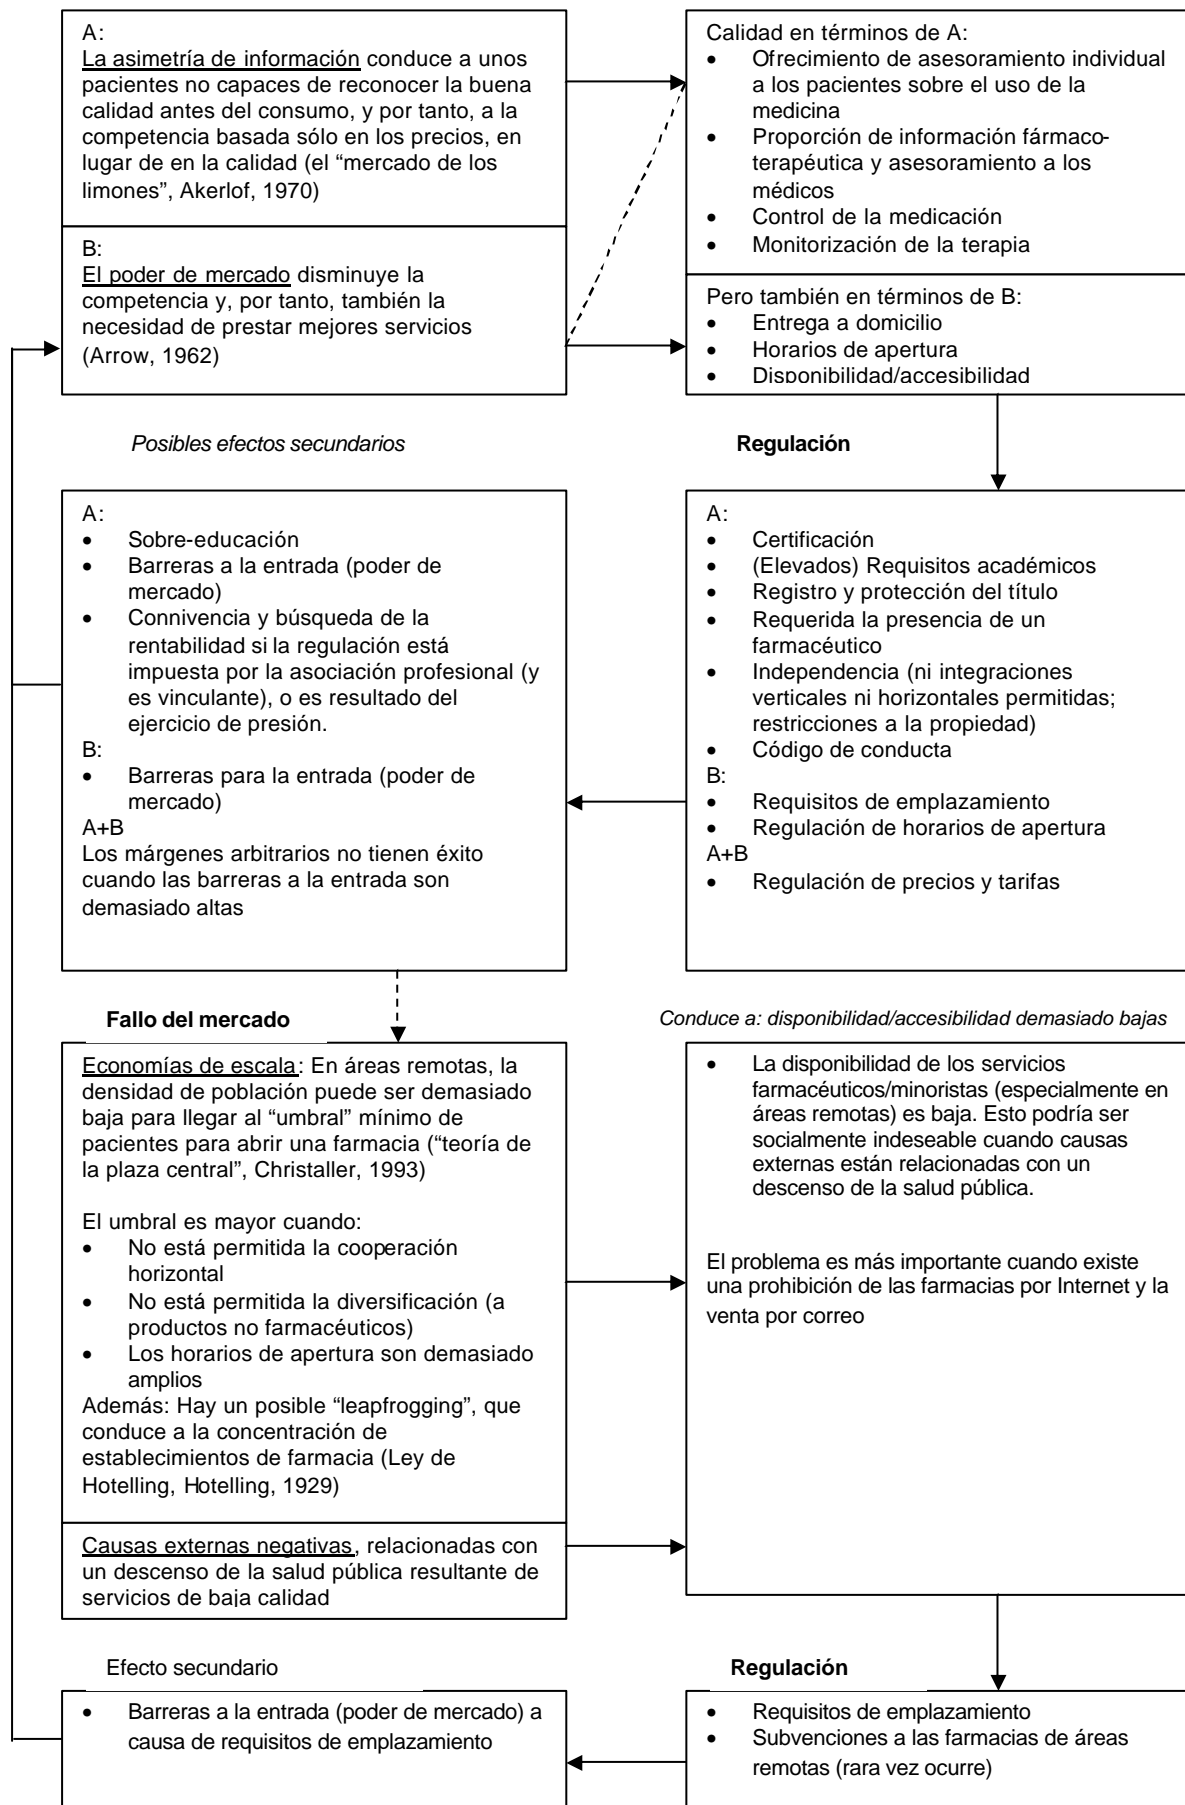 A:
La asimetría de información conduce a unos
pacientes no capaces de reconocer la buena
calidad antes del consumo, y por tanto, a la
competencia basada sólo en los precios, en
lugar de en la calidad (el “mercado de los
limones”, Akerlof, 1970)
B:
El poder de mercado disminuye la
competencia y, por tanto, también la
necesidad de prestar mejores servicios
(Arrow, 1962)
Calidad en términos de A:
• Ofrecimiento de asesoramiento individual
a los pacientes sobre el uso de la
medicina
• Proporción de información fármaco-
terapéutica y asesoramiento a los
médicos
• Control de la medicación
• Monitorización de la terapia
Pero también en términos de B:
• Entrega a domicilio
• Horarios de apertura
• Disponibilidad/accesibilidad
Posibles efectos secundarios
Regulación
A:
• Sobre-educación
• Barreras a la entrada (poder de
mercado)
• Connivencia y búsqueda de la
rentabilidad si la regulación está
impuesta por la asociación profesional (y
es vinculante), o es resultado del
ejercicio de presión.
B:
• Barreras para la entrada (poder de
mercado)
A+B
Los márgenes arbitrarios no tienen éxito
cuando las barreras a la entrada son
demasiado altas
A:
• Certificación
• (Elevados) Requisitos académicos
• Registro y protección del título
• Requerida la presencia de un
farmacéutico
• Independencia (ni integraciones
verticales ni horizontales permitidas;
restricciones a la propiedad)
• Código de conducta
B:
• Requisitos de emplazamiento
• Regulación de horarios de apertura
A+B
• Regulación de precios y tarifas
Fallo del mercado
Conduce a: disponibilidad/accesibilidad demasiado bajas
Economías de escala: En áreas remotas, la
densidad de población puede ser demasiado
baja para llegar al “umbral” mínimo de
pacientes para abrir una farmacia (“teoría de
la plaza central”, Christaller, 1993)
El umbral es mayor cuando:
• No está permitida la cooperación
horizontal
• No está permitida la diversificación (a
productos no farmacéuticos)
• Los horarios de apertura son demasiado
amplios
Además: Hay un posible “leapfrogging”, que
conduce a la concentración de
establecimientos de farmacia (Ley de
Hotelling, Hotelling, 1929)
Causas externas negativas, relacionadas con
un descenso de la salud pública resultante de
servicios de baja calidad
• La disponibilidad de los servicios
farmacéuticos/minoristas (especialmente en
áreas remotas) es baja. Esto podría ser
socialmente indeseable cuando causas
externas están relacionadas con un
descenso de la salud pública.
El problema es más importante cuando existe
una prohibición de las farmacias por Internet y la
venta por correo
Efecto secundario
Regulación
• Barreras a la entrada (poder de mercado) a
causa de requisitos de emplazamiento
• Requisitos de emplazamiento
• Subvenciones a las farmacias de áreas
remotas (rara vez ocurre)